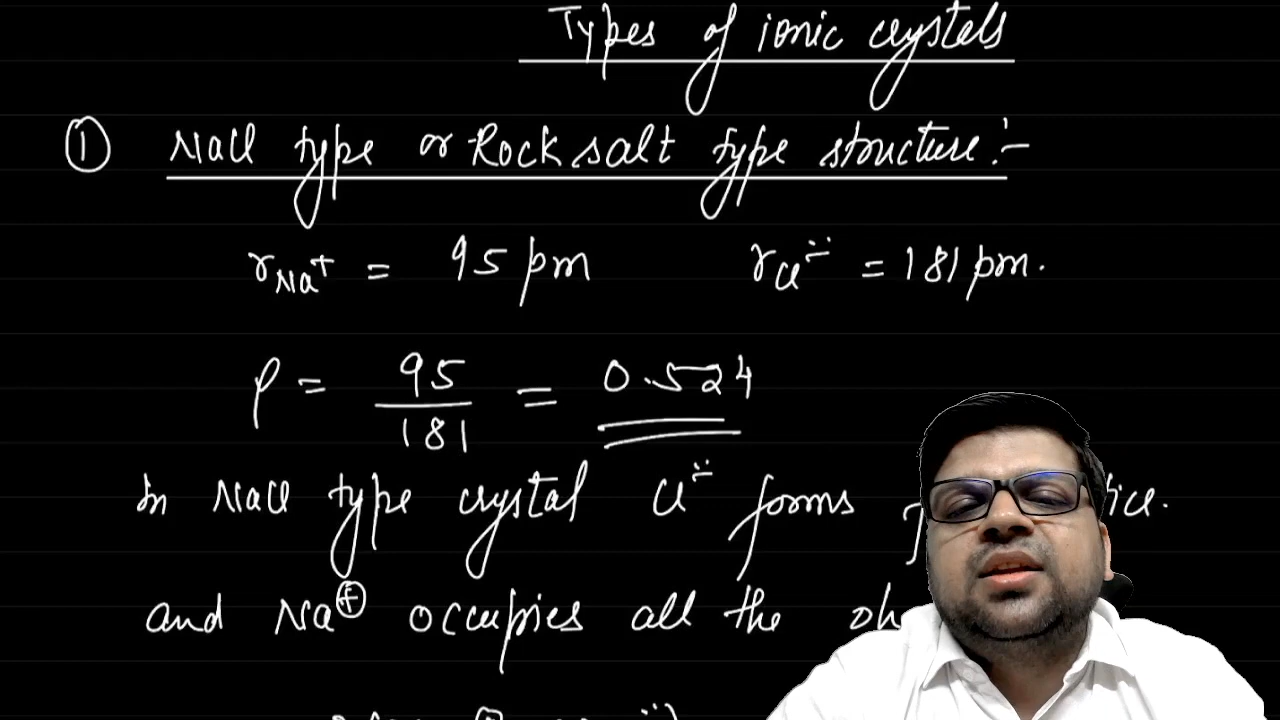 Types of ionic crystals
① NaCl type or Rock salt type structure:-
rNa+ = 95 pm rCl- = 181 pm.
ρ = 95/181 = 0.524
In NaCl type crystal Cl- forms
and Na⊕ occupies all the